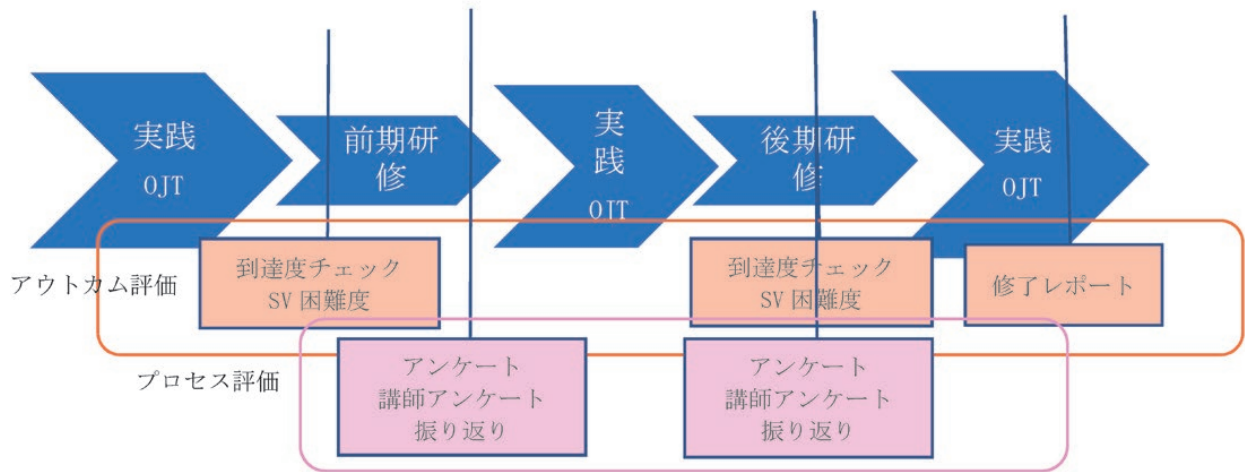 実践
OJT
前期研
修
実
践
OJT
後期研
修
実践
OJT
アウトカム評価
到達度チェック
SV 困難度
到達度チェック
SV 困難度
修了レポート
プロセス評価
アンケート
講師アンケート
振り返り
アンケート
講師アンケート
振り返り